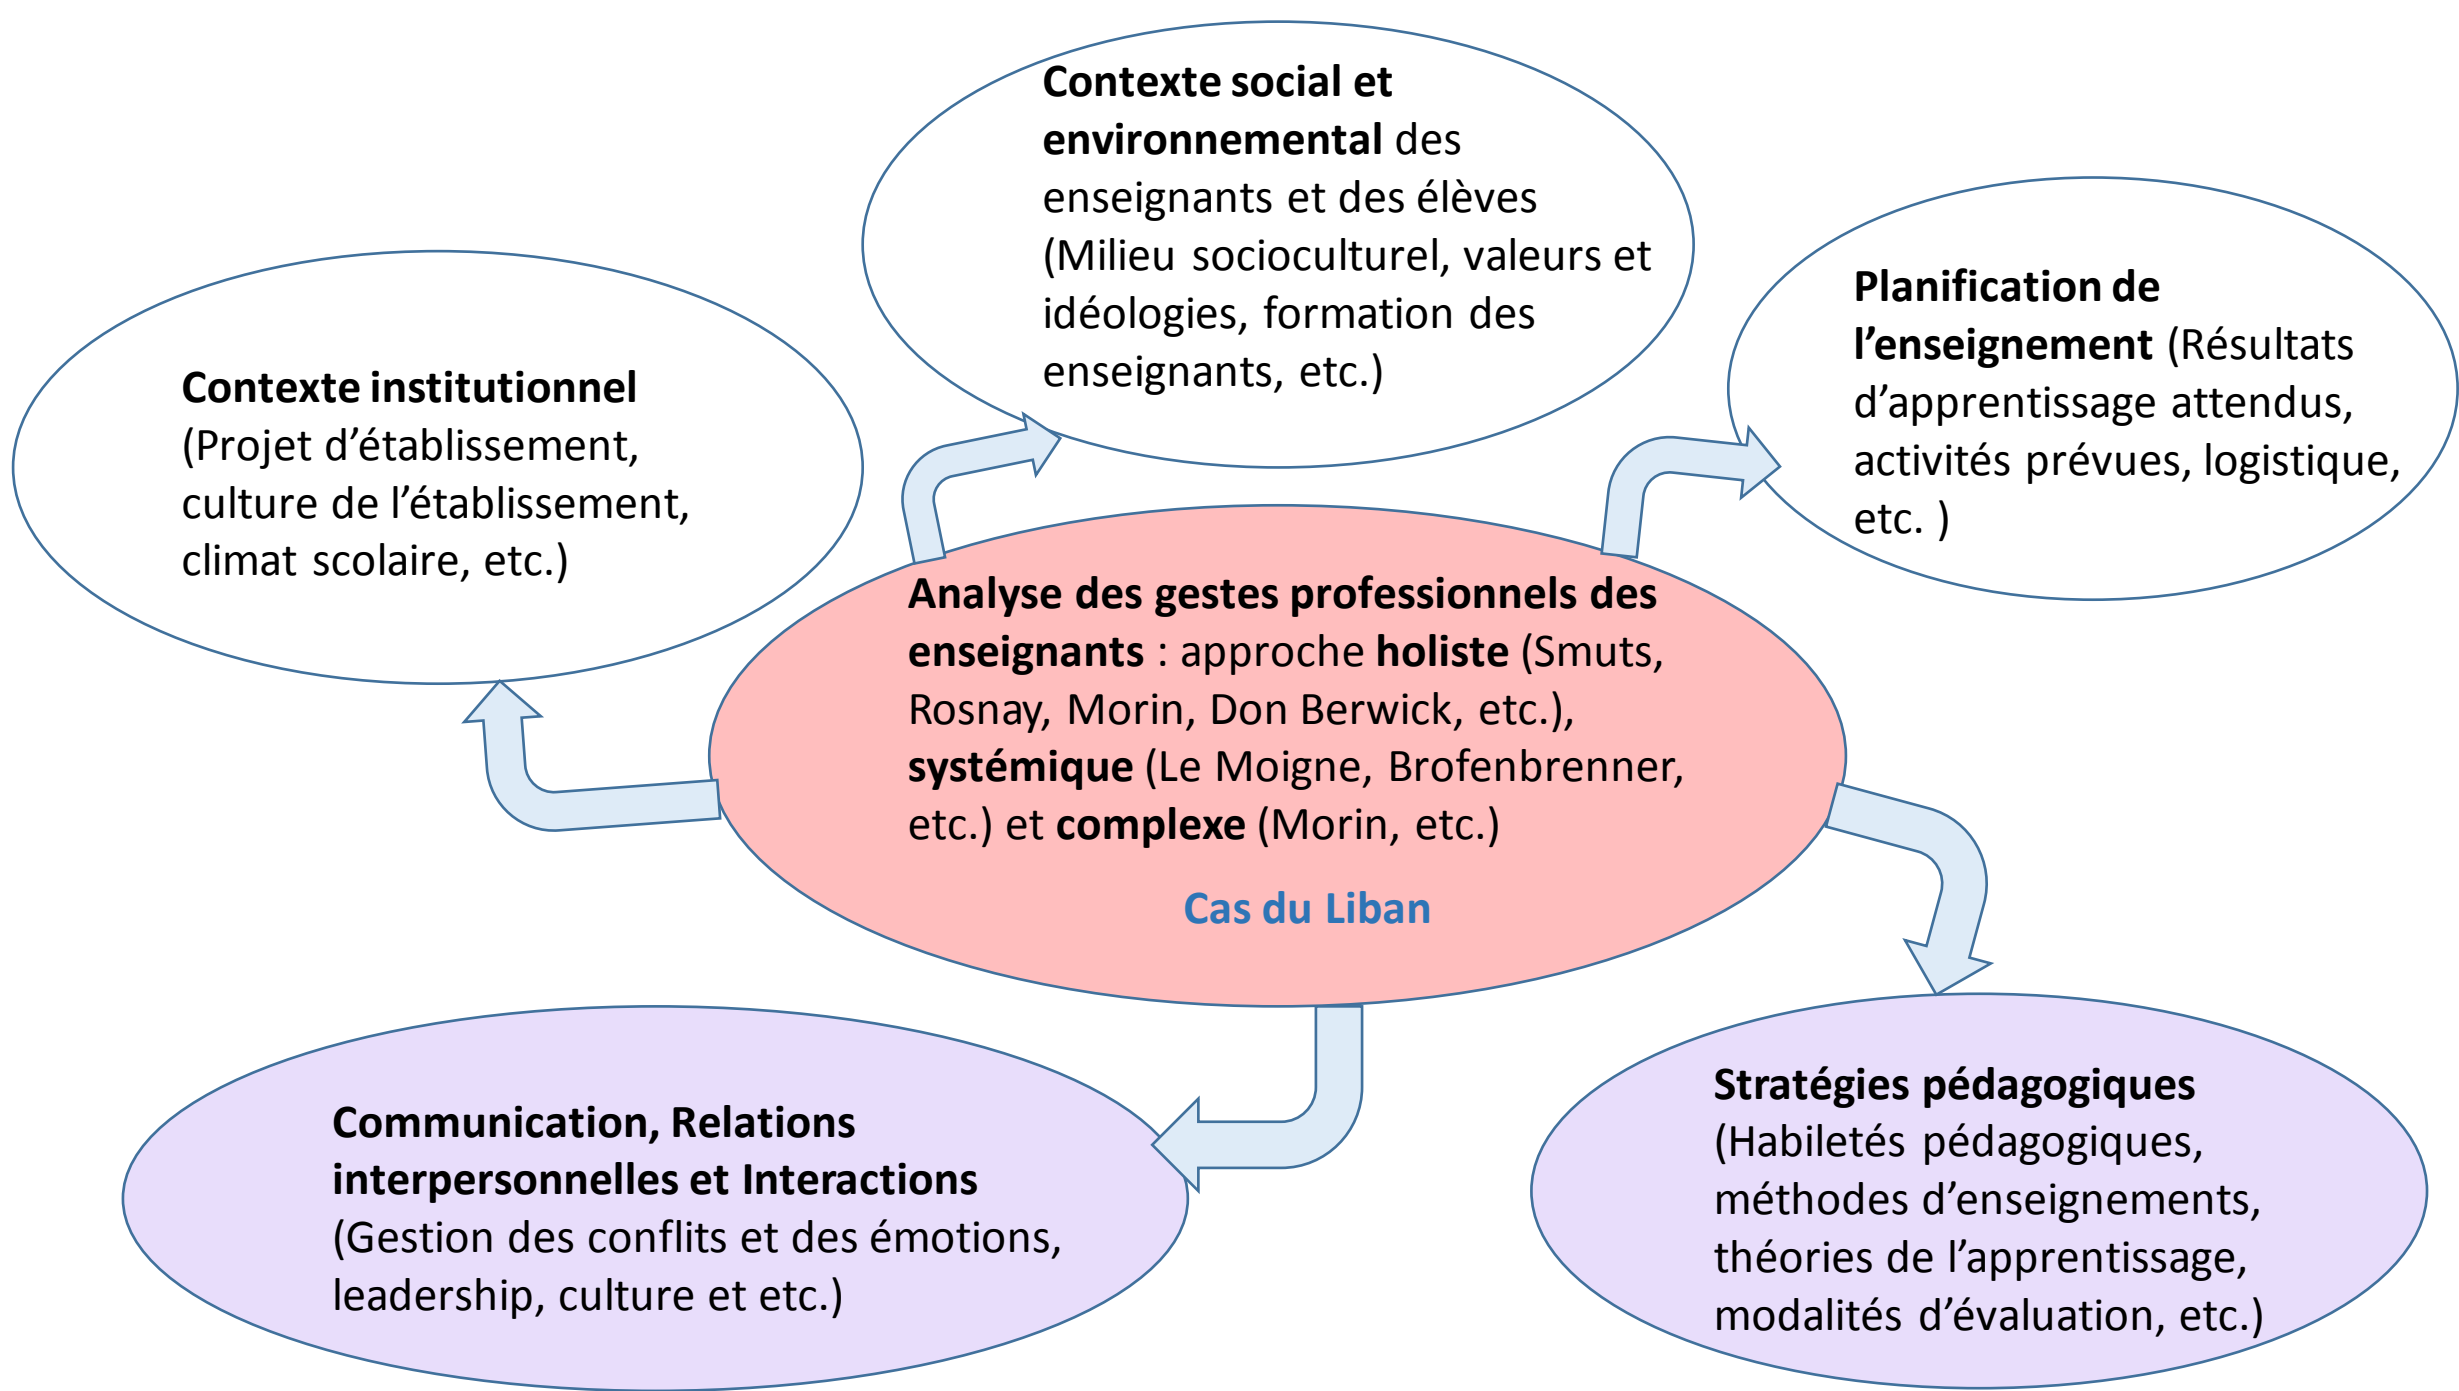 Contexte social et
environnemental des
enseignants et des élèves
(Milieu socioculturel, valeurs et
idéologies, formation des
enseignants, etc.)
Planification de
l’enseignement (Résultats
d’apprentissage attendus,
activités prévues, logistique,
etc. )
Contexte institutionnel
(Projet d’établissement,
culture de l’établissement,
climat scolaire, etc.)
Analyse des gestes professionnels des
enseignants : approche holiste (Smuts,
Rosnay, Morin, Don Berwick, etc.),
systémique (Le Moigne, Brofenbrenner,
etc.) et complexe (Morin, etc.)
Cas du Liban
Communication, Relations
interpersonnelles et Interactions
(Gestion des conflits et des émotions,
leadership, culture et etc.)
Stratégies pédagogiques
(Habiletés pédagogiques,
méthodes d’enseignements,
théories de l’apprentissage,
modalités d’évaluation, etc.)